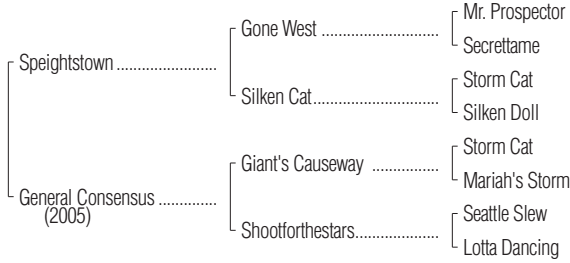 Mr. Prospector
Gone West ..............................
Secrettame
Speightstown .........................
Storm Cat
Silken Cat................................
Silken Doll
Storm Cat
Giant's Causeway .................
Mariah's Storm
General Consensus ..............
(2005)
Seattle Slew
Shootforthestars.....................
Lotta Dancing